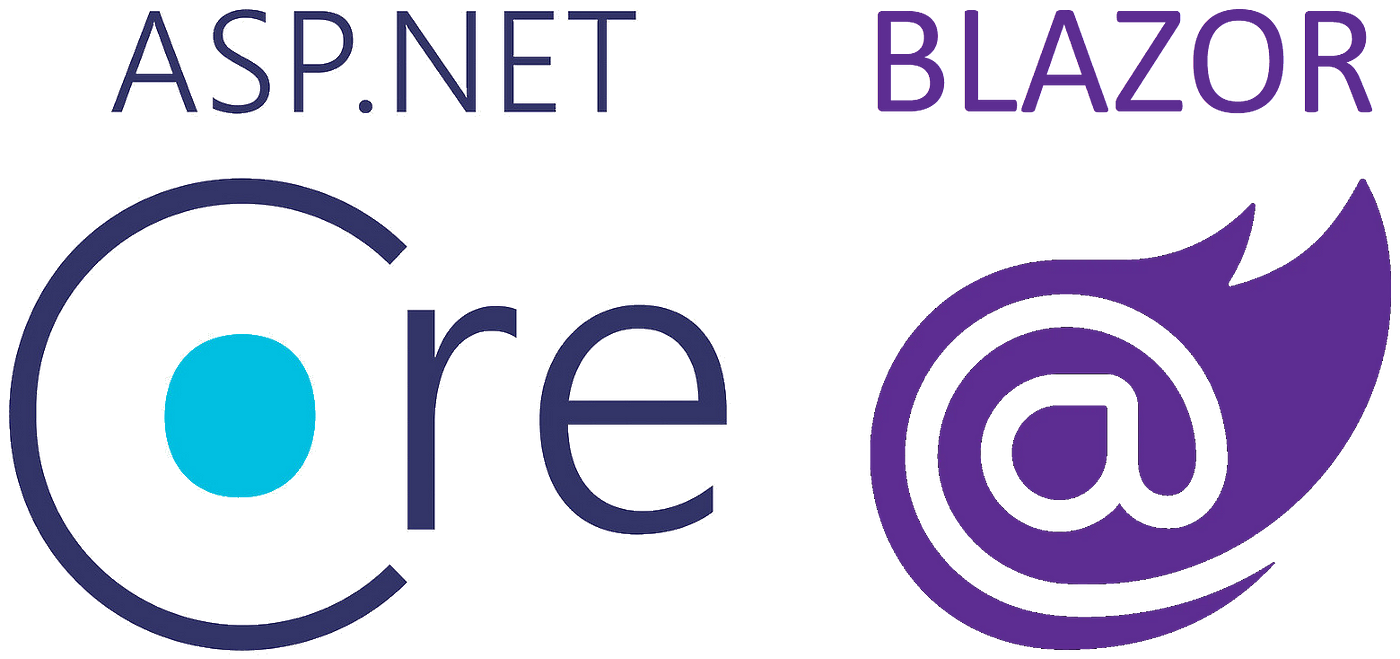 ASP.NET
Core
BLAZOR
@